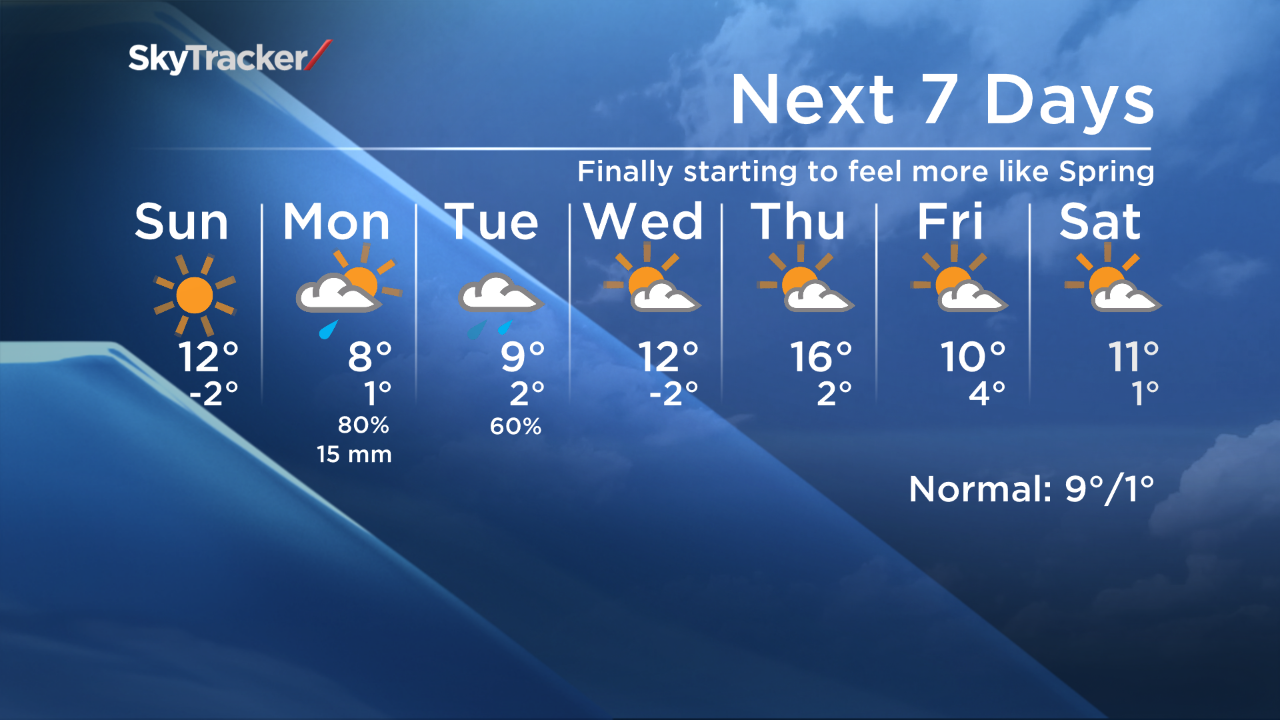 SkyTracker
Next 7 Days
Finally starting to feel more like Spring
Sun Mon Tue Wed Thu Fri Sat
12° 8° 9° 12° 16° 10° 11°
-2° 1° 2° -2° 2° 4° 1°
80% 60%
15 mm
Normal: 9°/1°